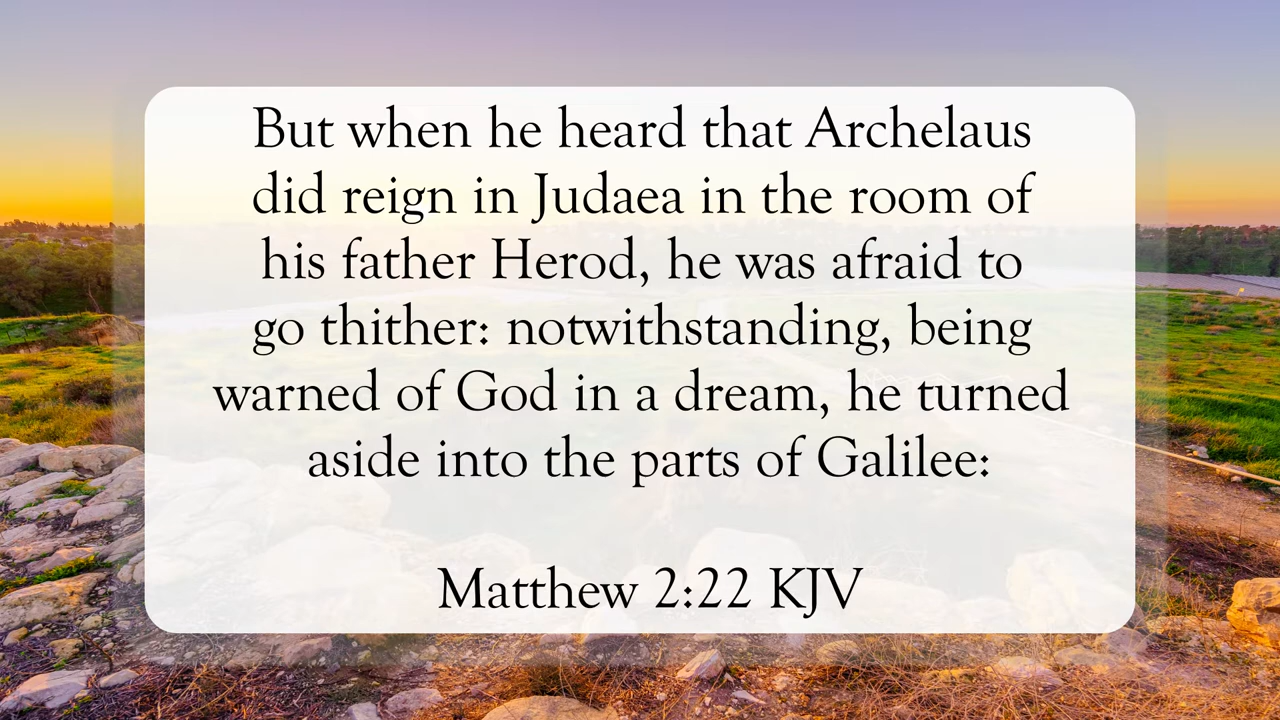 But when he heard that Archelaus
did reign in Judaea in the room of
his father Herod, he was afraid to
go thither: notwithstanding, being
warned of God in a dream, he turned
aside into the parts of Galilee:
Matthew 2:22 KJV